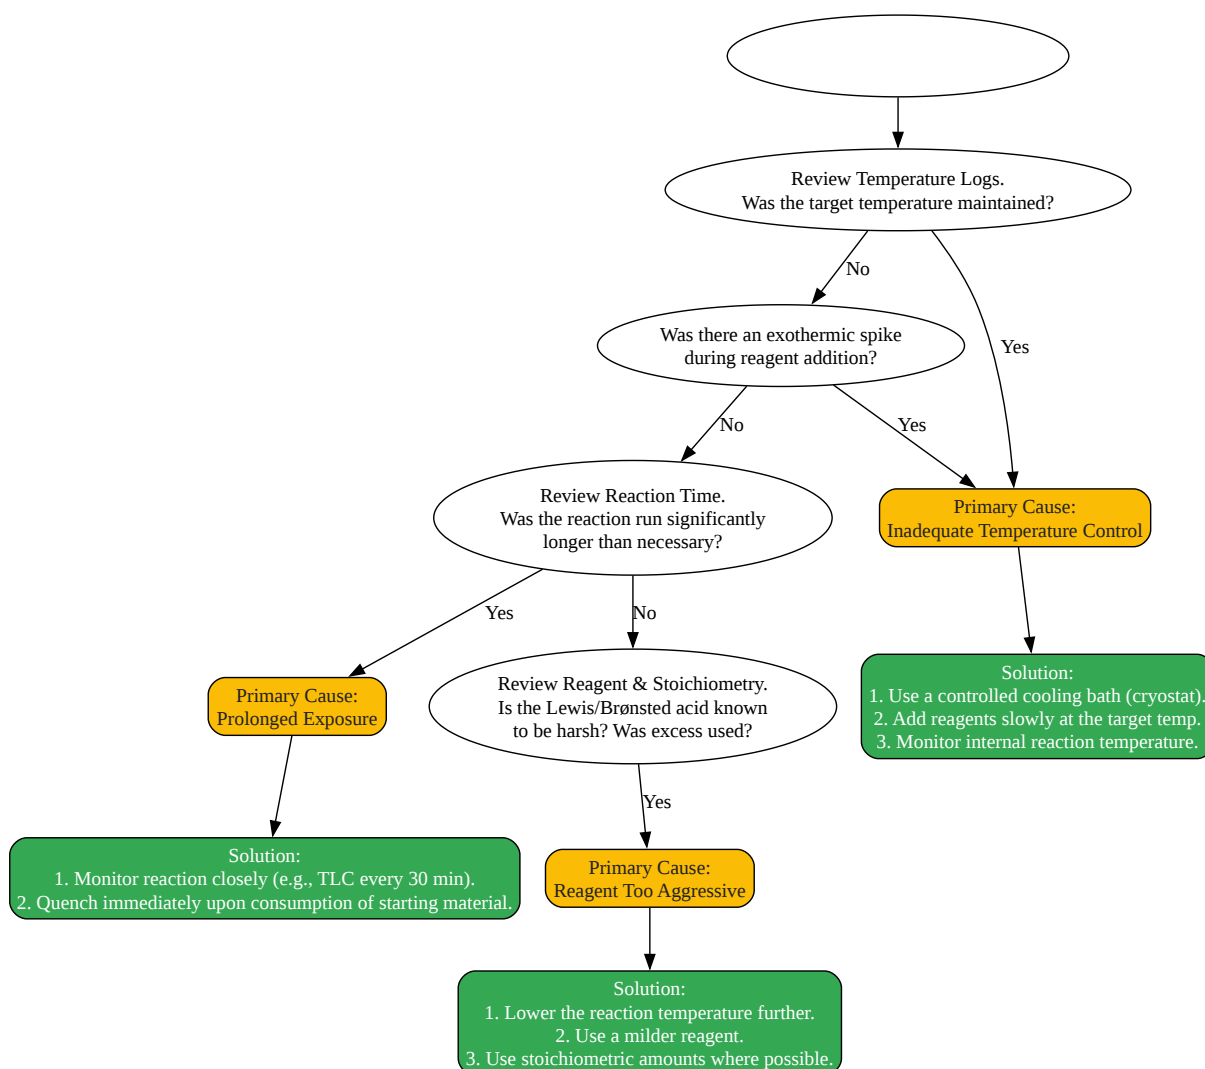 Review Temperature Logs.
Was the target temperature maintained?
No
Yes
Was there an exothermic spike
during reagent addition?
No
Yes
Review Reaction Time.
Was the reaction run significantly
longer than necessary?
Primary Cause:
Inadequate Temperature Control
Yes
No
Primary Cause:
Prolonged Exposure
Review Reagent & Stoichiometry.
Is the Lewis/Brønsted acid known
to be harsh? Was excess used?
Solution:
1. Use a controlled cooling bath (cryostat).
2. Add reagents slowly at the target temp.
3. Monitor internal reaction temperature.
Yes
Solution:
1. Monitor reaction closely (e.g., TLC every 30 min).
2. Quench immediately upon consumption of starting material.
Primary Cause:
Reagent Too Aggressive
Solution:
1. Lower the reaction temperature further.
2. Use a milder reagent.
3. Use stoichiometric amounts where possible.